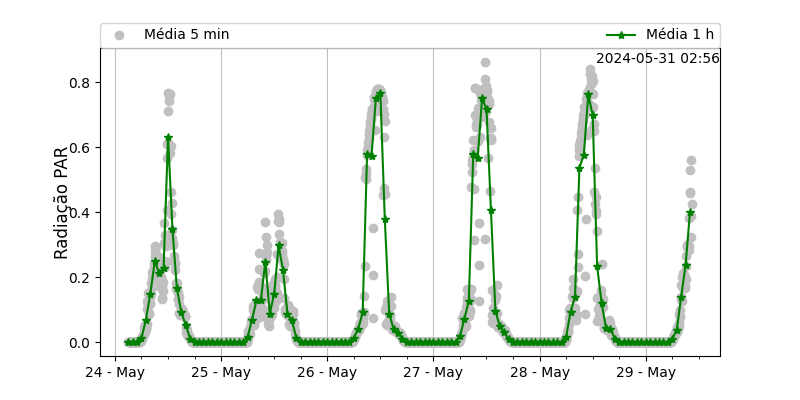 Média 5 min
Média 1 h
2024-05-31 02:56
Radiação PAR
0.8
0.6
0.4
0.2
0.0
24 - May
25 - May
26 - May
27 - May
28 - May
29 - May